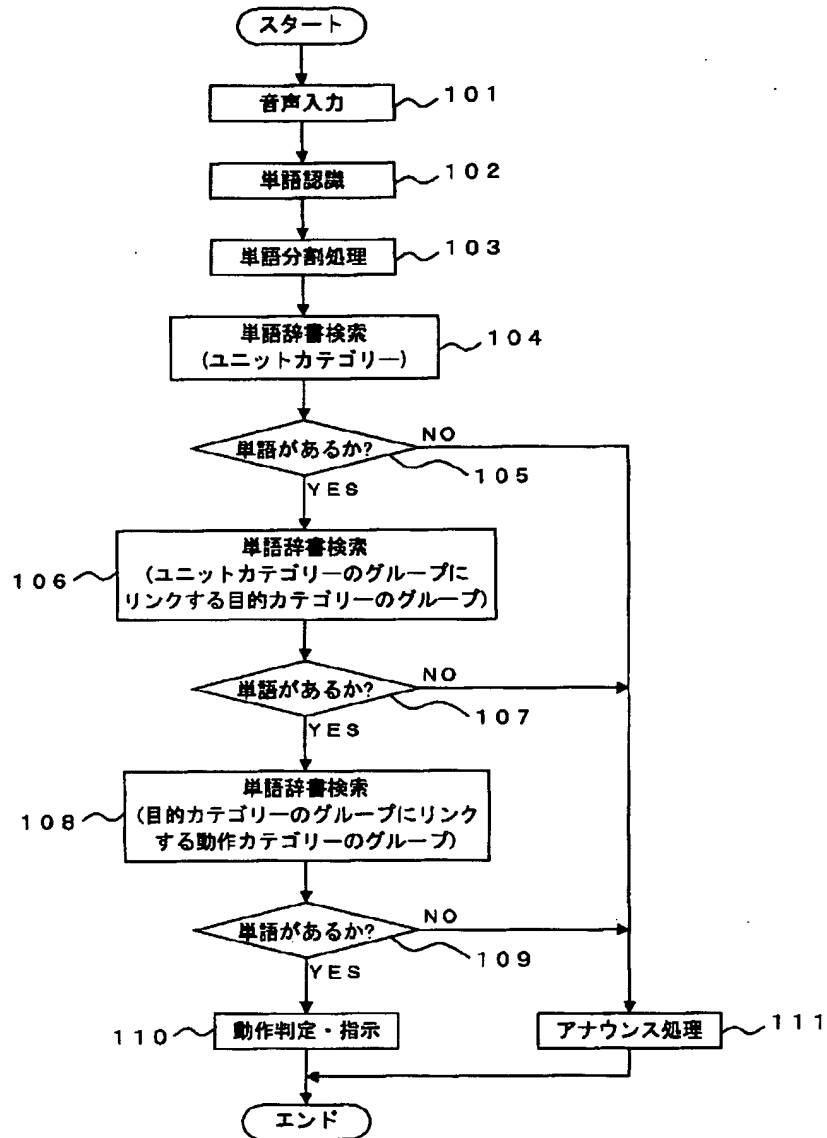 スタート
音声入力
101
単語認識
102
単語分割処理
103
単語辞書検索
(ユニットカテゴリー)
104
単語があるか?
NO
105
YES
単語辞書検索
(ユニットカテゴリーのグループに
リンクする目的カテゴリーのグループ)
106
単語があるか?
NO
107
YES
単語辞書検索
(目的カテゴリーのグループにリンク
する動作カテゴリーのグループ)
108
単語があるか?
NO
109
YES
110
動作判定・指示
アナウンス処理
111
エンド